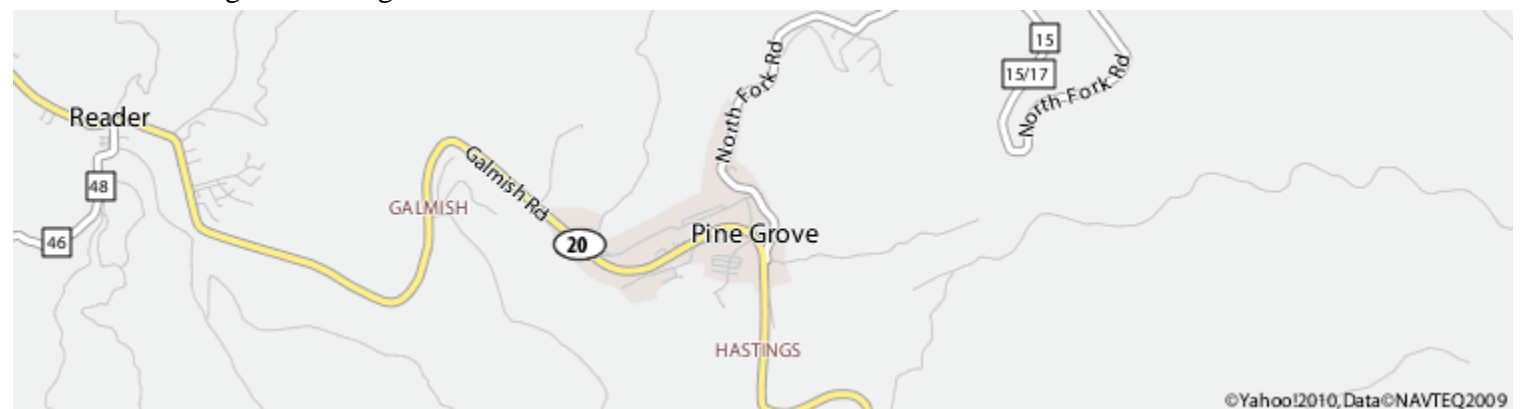 15
15/17
North Fork Rd
North Fork Rd
Reader
Galmish Rd
48
GALMISH
46
20
Pine Grove
HASTINGS
©Yahoo!2010, Data©NAVTEQ2009